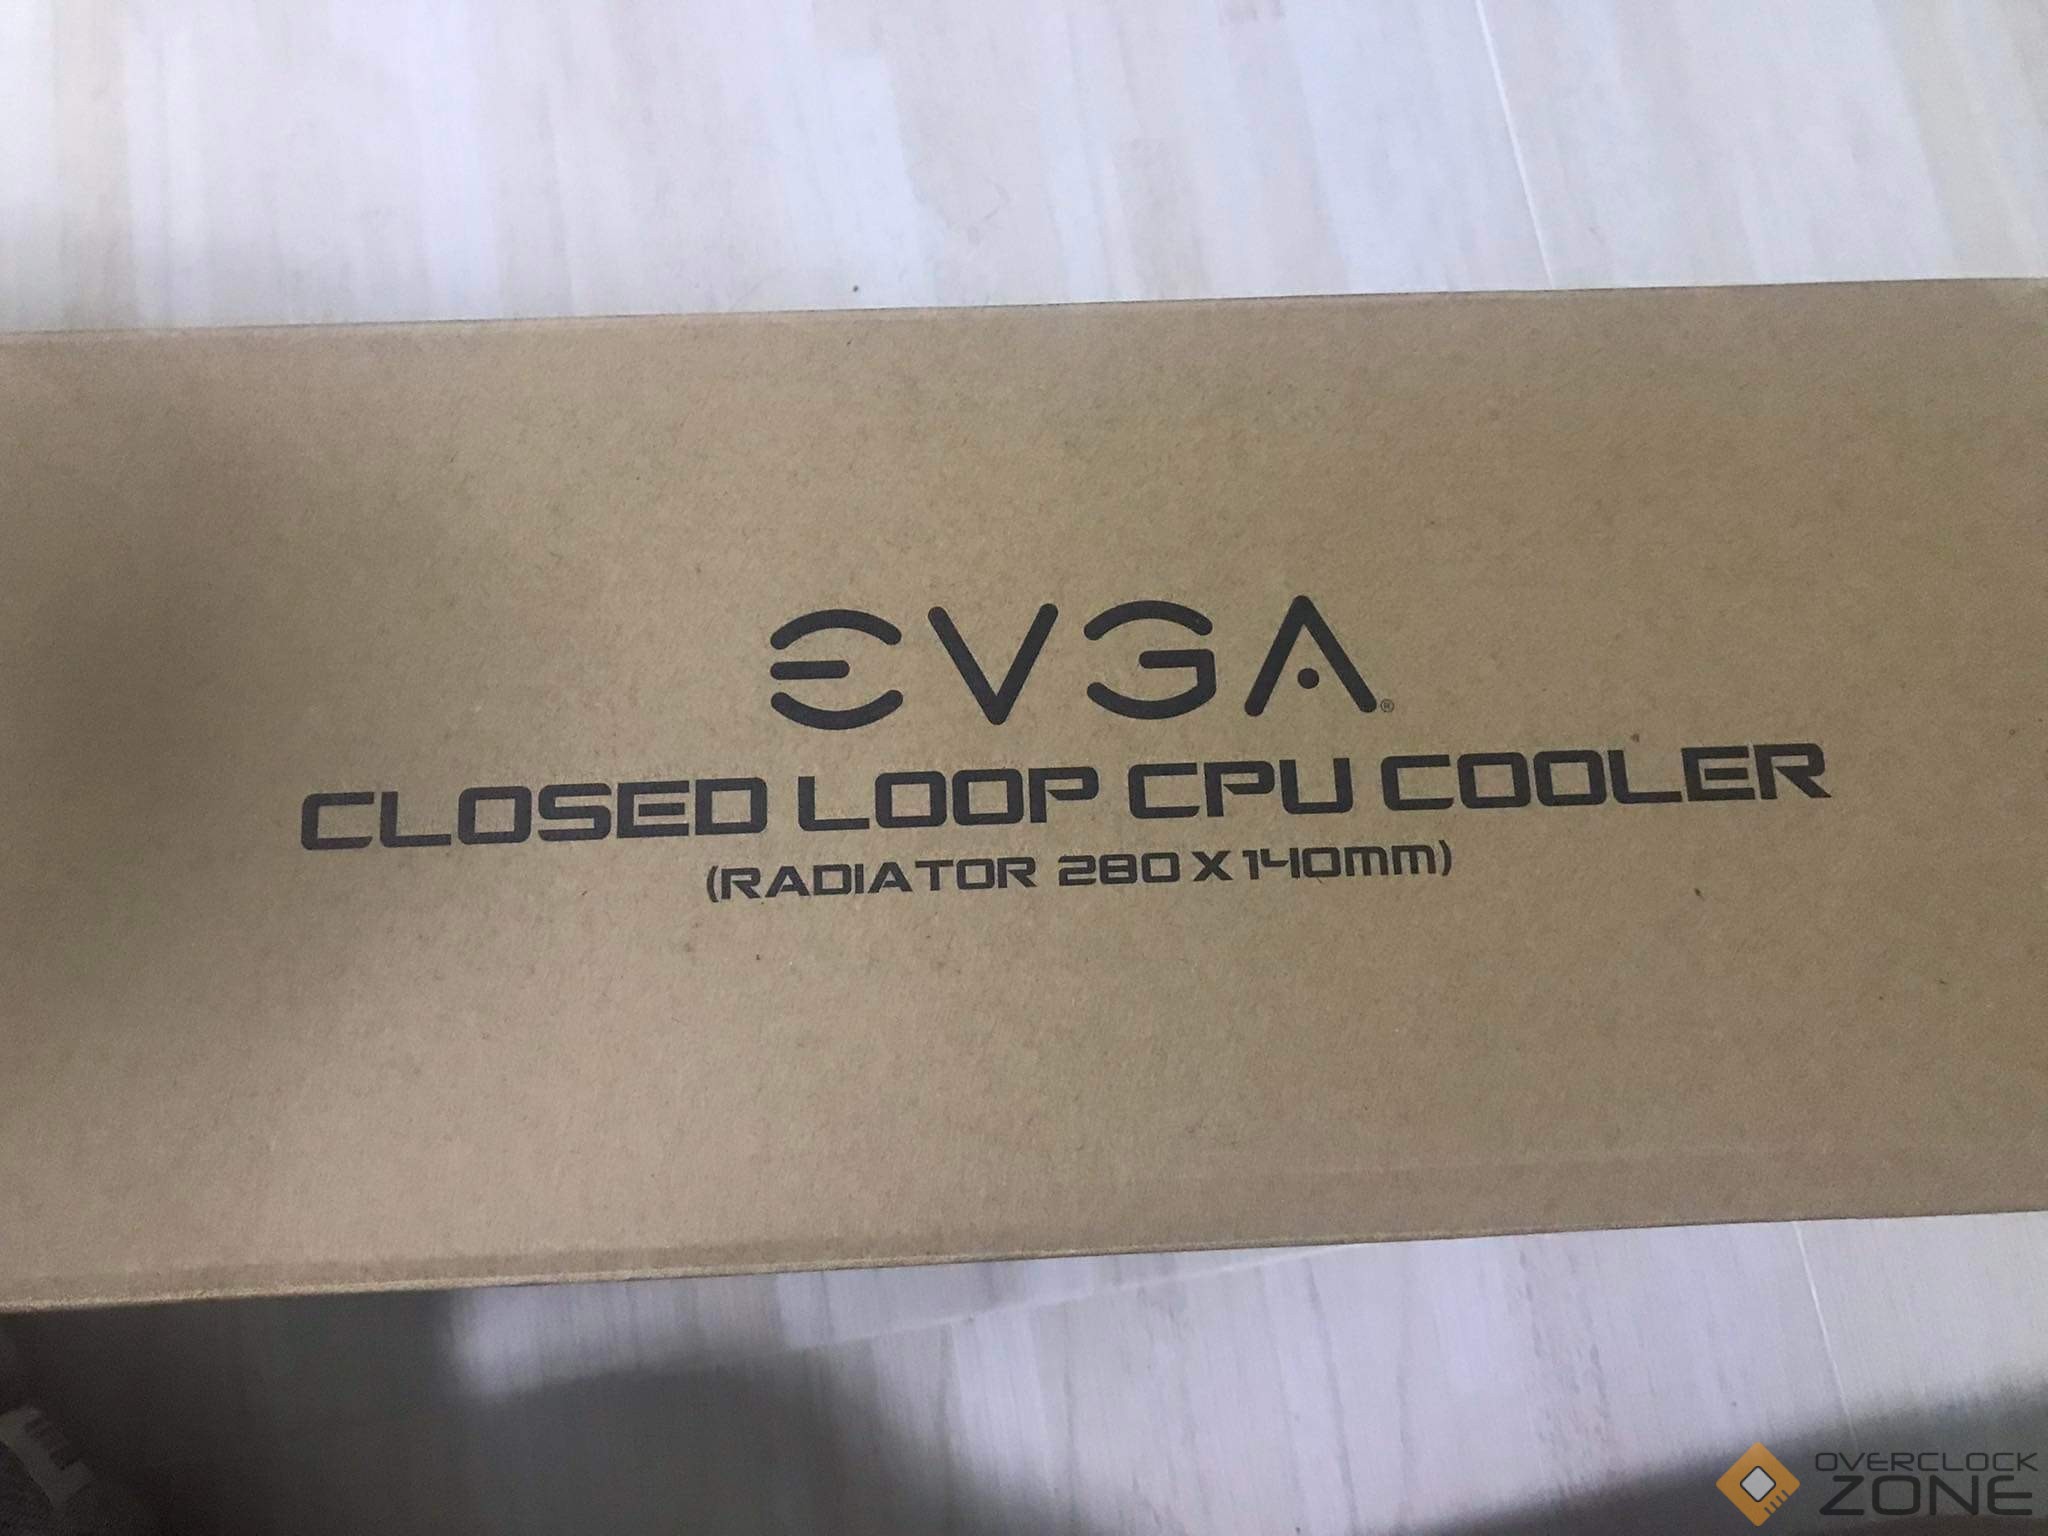 EVGA®
CLOSED LOOP CPU COOLER
(RADIATOR 280 X 140mm)
OVERCLOCK
ZONE